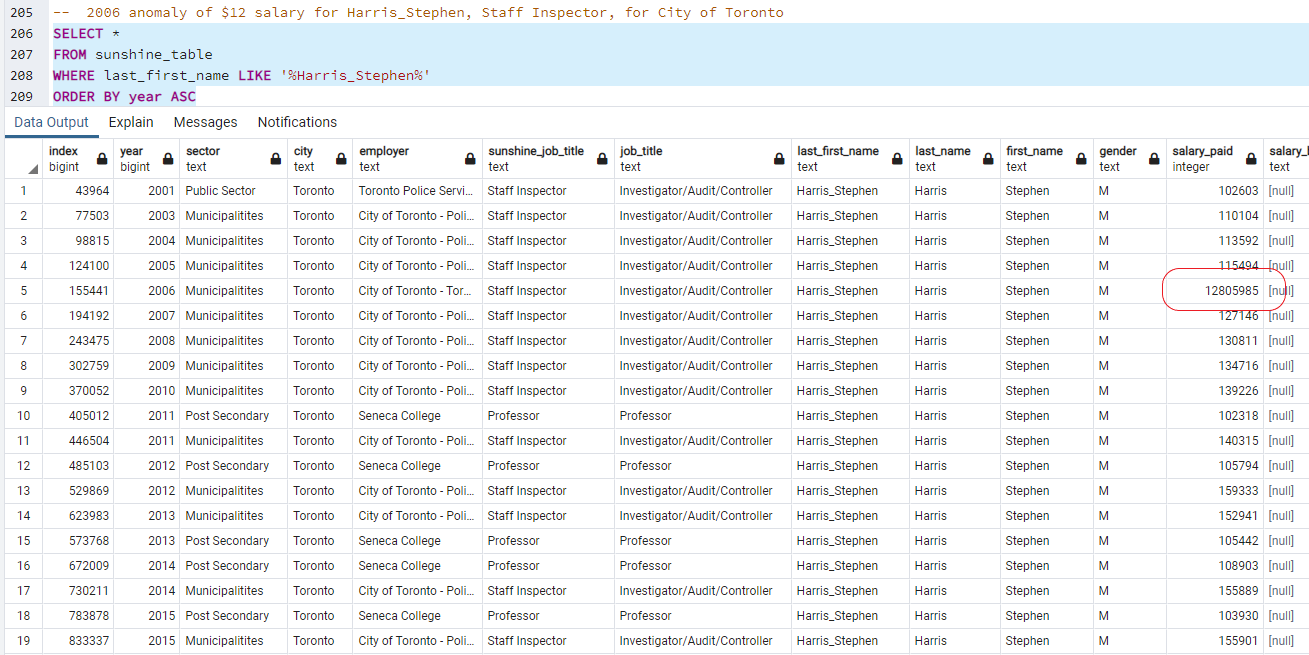 205 -- 2006 anomaly of $12 salary for Harris_Stephen, Staff Inspector, for City of Toronto
206 SELECT *
207 FROM sunshine_table
208 WHERE last_first_name LIKE '%Harris_Stephen%'
209 ORDER BY year ASC
Data Output Explain Messages Notifications
index year sector city employer sunshine_job_title job_title last_first_name last_name first_name gender salary_paid salary_
bigint bigint text text text text text text text text text integer text
1 43964 2001 Public Sector Toronto Toronto Police Servi... Staff Inspector Investigator/Audit/Controller Harris_Stephen Harris Stephen M 102603 [null]
2 77503 2003 Municipalitites Toronto City of Toronto - Poli... Staff Inspector Investigator/Audit/Controller Harris_Stephen Harris Stephen M 110104 [null]
3 98815 2004 Municipalitites Toronto City of Toronto - Poli... Staff Inspector Investigator/Audit/Controller Harris_Stephen Harris Stephen M 113592 [null]
4 124100 2005 Municipalitites Toronto City of Toronto - Poli... Staff Inspector Investigator/Audit/Controller Harris_Stephen Harris Stephen M 115494 [null]
5 155441 2006 Municipalitites Toronto City of Toronto - Tor... Staff Inspector Investigator/Audit/Controller Harris_Stephen Harris Stephen M 12805985 [null]
6 194192 2007 Municipalitites Toronto City of Toronto - Poli... Staff Inspector Investigator/Audit/Controller Harris_Stephen Harris Stephen M 127146 [null]
7 243475 2008 Municipalitites Toronto City of Toronto - Poli... Staff Inspector Investigator/Audit/Controller Harris_Stephen Harris Stephen M 130811 [null]
8 302759 2009 Municipalitites Toronto City of Toronto - Poli... Staff Inspector Investigator/Audit/Controller Harris_Stephen Harris Stephen M 134716 [null]
9 370052 2010 Municipalitites Toronto City of Toronto - Poli... Staff Inspector Investigator/Audit/Controller Harris_Stephen Harris Stephen M 139226 [null]
10 405012 2011 Post Secondary Toronto Seneca College Professor Professor Harris_Stephen Harris Stephen M 102318 [null]
11 446504 2011 Municipalitites Toronto City of Toronto - Poli... Staff Inspector Investigator/Audit/Controller Harris_Stephen Harris Stephen M 140315 [null]
12 485103 2012 Post Secondary Toronto Seneca College Professor Professor Harris_Stephen Harris Stephen M 105794 [null]
13 529869 2012 Municipalitites Toronto City of Toronto - Poli... Staff Inspector Investigator/Audit/Controller Harris_Stephen Harris Stephen M 159333 [null]
14 623983 2013 Municipalitites Toronto City of Toronto - Poli... Staff Inspector Investigator/Audit/Controller Harris_Stephen Harris Stephen M 152941 [null]
15 573768 2013 Post Secondary Toronto Seneca College Professor Professor Harris_Stephen Harris Stephen M 105442 [null]
16 672009 2014 Post Secondary Toronto Seneca College Professor Professor Harris_Stephen Harris Stephen M 108903 [null]
17 730211 2014 Municipalitites Toronto City of Toronto - Poli... Staff Inspector Investigator/Audit/Controller Harris_Stephen Harris Stephen M 155889 [null]
18 783878 2015 Post Secondary Toronto Seneca College Professor Professor Harris_Stephen Harris Stephen M 103930 [null]
19 833337 2015 Municipalitites Toronto City of Toronto - Poli... Staff Inspector Investigator/Audit/Controller Harris_Stephen Harris Stephen M 155901 [null]